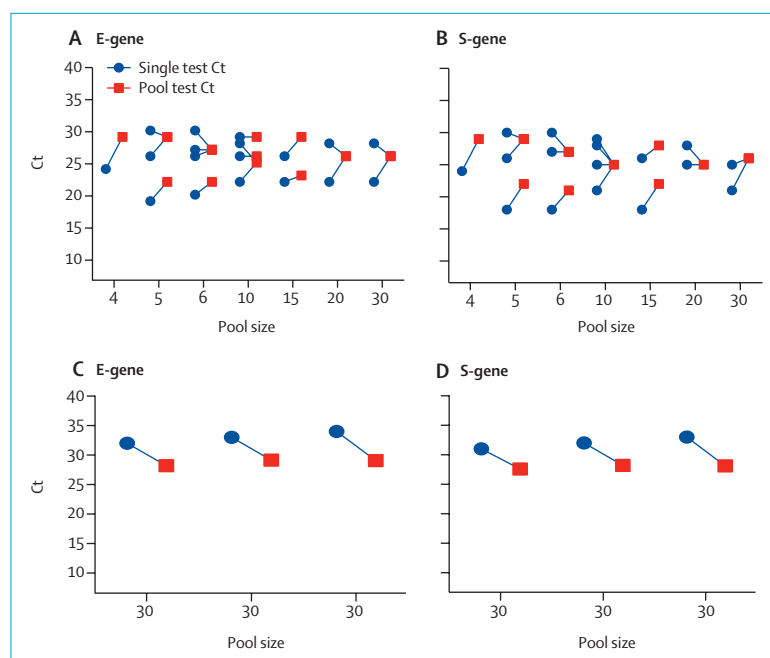 A E-gene
Single test Ct
Pool test Ct
40
35
30
25
20
15
10
Ct
4 5 6 10 15 20 30
Pool size
B S-gene
4 5 6 10 15 20 30
Pool size
C E-gene
40
35
30
25
20
15
10
Ct
30 30 30
Pool size
D S-gene
30 30 30
Pool size